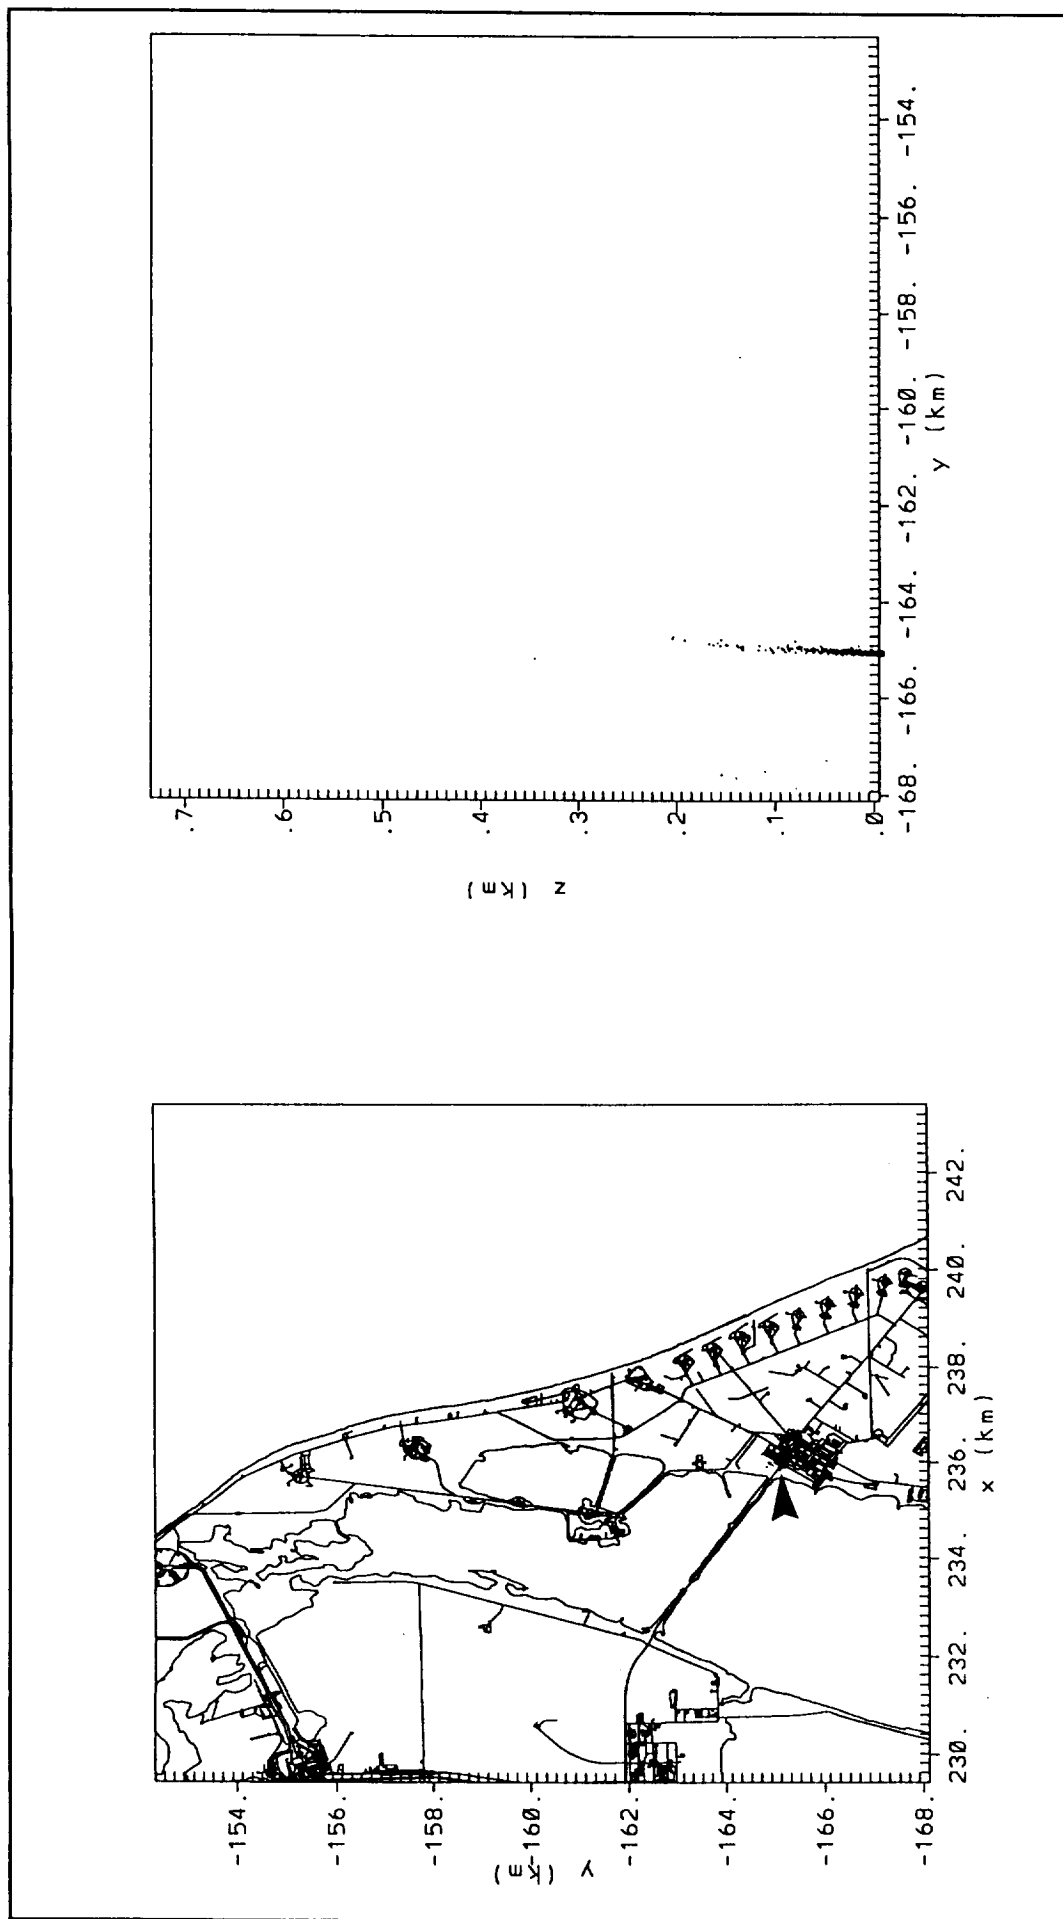 .7
.6
.5
.4
.3
.2
.1
.0
z (km)
-168. -166. -164. -162. -160. -158. -156. -154.
y (km)
-154.
-156.
-158.
-160.
-162.
-164.
-166.
-168.
y (km)
230. 232. 234. 236. 238. 240. 242.
x (km)